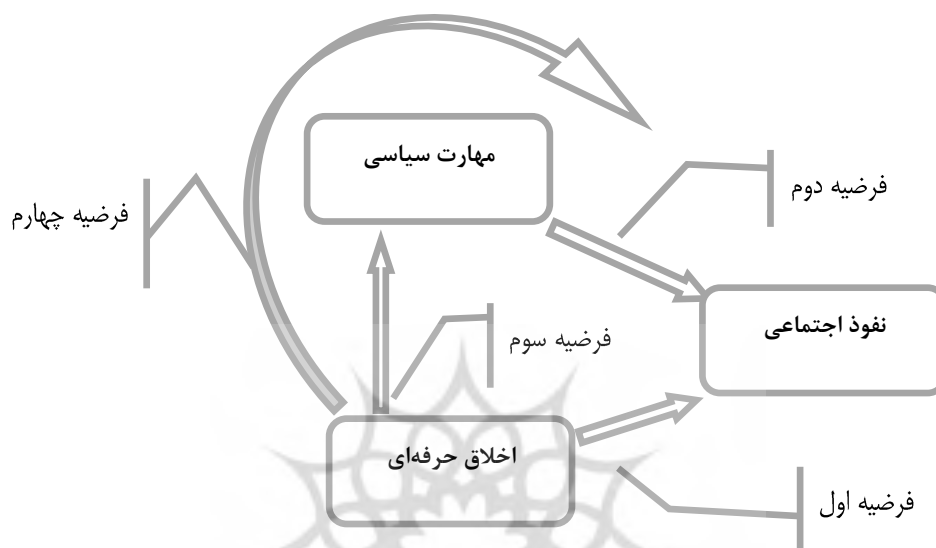 مهارت سیاسی
فرضیه دوم
فرضیه چهارم
نفوذ اجتماعی
فرضیه سوم
اخلاق حرفه‌ای
فرضیه اول